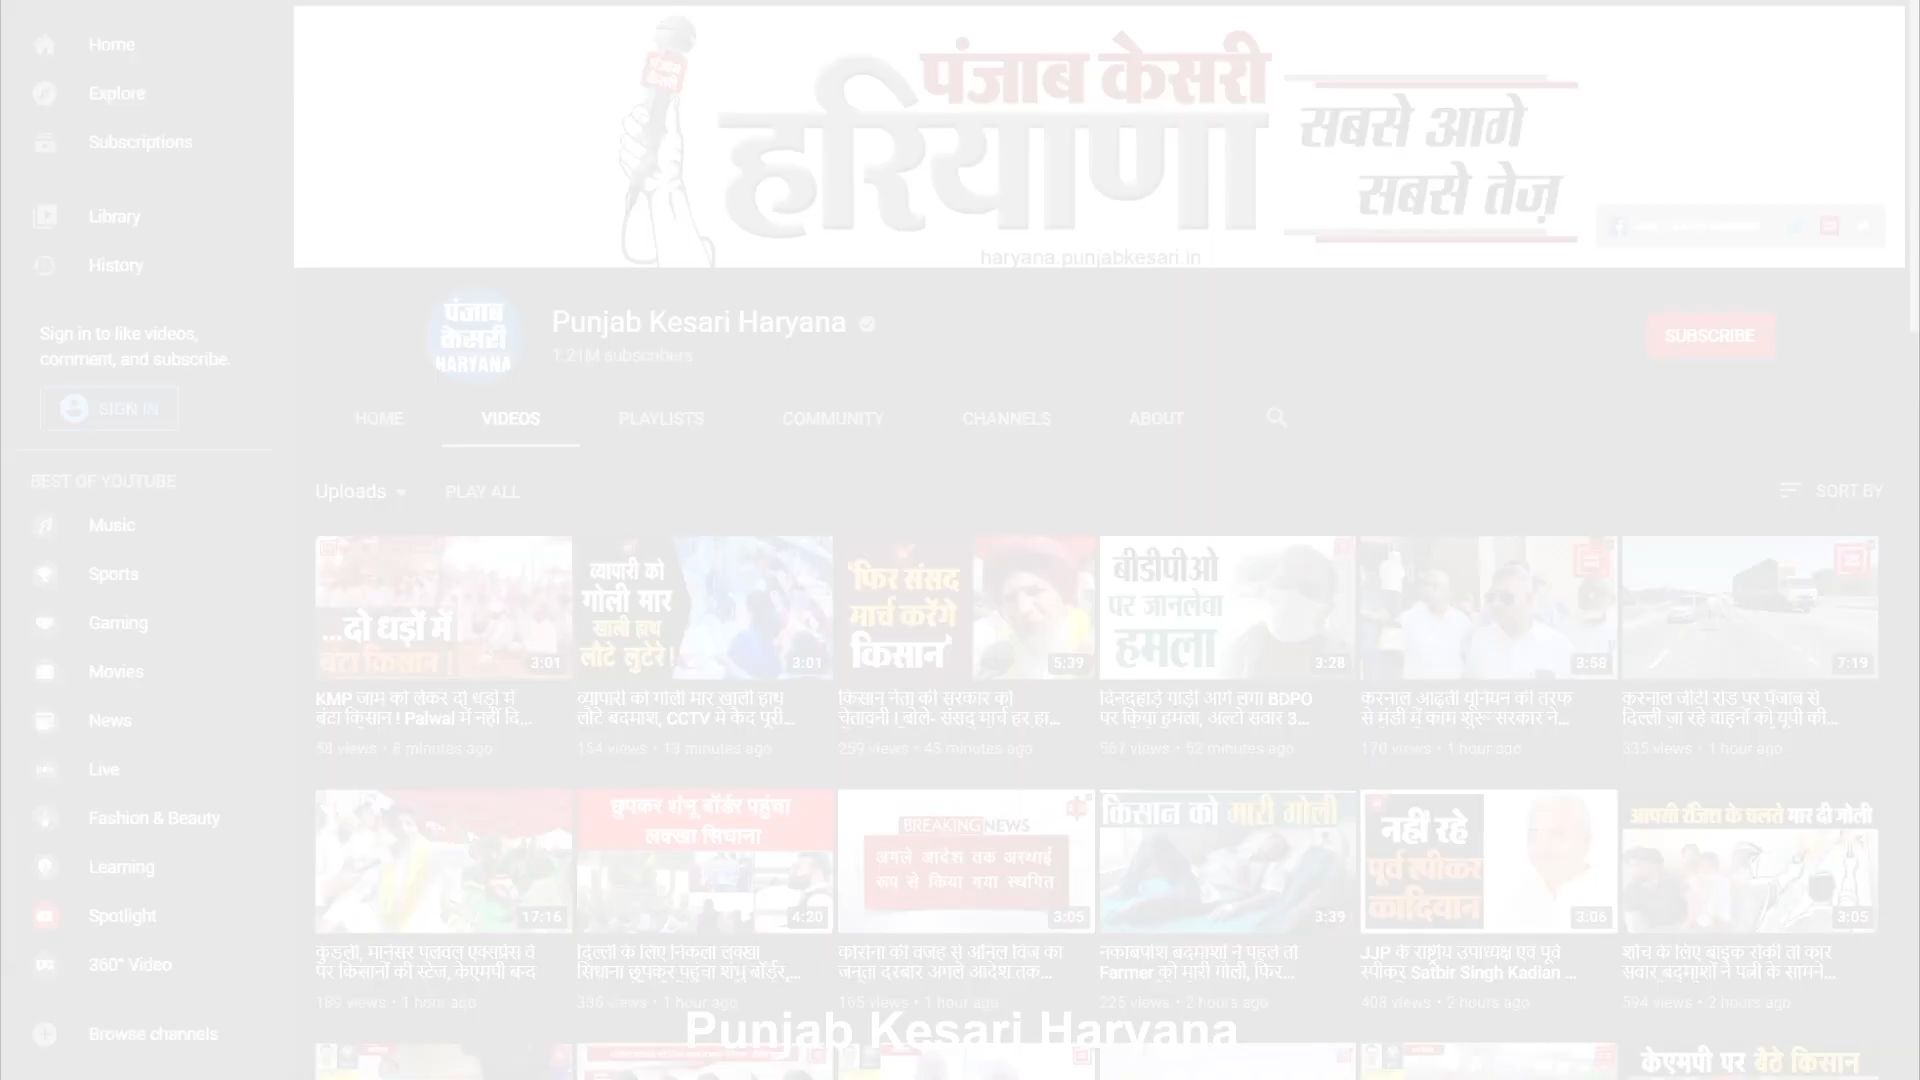 Home
Explore
Subscriptions
Library
History
Sign in to like videos,
comment, and subscribe.
SIGN IN
BEST OF YOUTUBE
Music
Sports
Gaming
Movies
News
Live
Fashion & Beauty
Learning
Spotlight
360° Video
Browse channels
पंजाब केसरी
हरियाणा
सबसे आगे
सबसे तेज़
haryana.punjabkesari.in
पंजाब
केसरी
HARYANA
Punjab Kesari Haryana
1.21M subscribers
SUBSCRIBE
HOME VIDEOS PLAYLISTS COMMUNITY CHANNELS ABOUT
Uploads PLAY ALL SORT BY
...दो धड़ों में
बंटा किसान !
3:01
KMP जाम को लेकर दो धड़ों में
बंटा किसान ! Palwal में नहीं दि...
58 views • 8 minutes ago
व्यापारी को
गोली मार
खाली हाथ
लौटे लुटेरे !
3:01
व्यापारी को गोली मार खाली हाथ
लौटे बदमाश, CCTV में कैद पूरी...
154 views • 13 minutes ago
'फिर संसद
मार्च करेंगे
किसान'
5:39
किसान नेता की सरकार को
चेतावनी ! बोले- संसद मार्च हर हा...
259 views • 45 minutes ago
बीडीपीओ
पर जानलेवा
हमला
3:28
दिनदहाड़े गाड़ी आगे लगा BDPO
पर किया हमला, अल्टो सवार 3...
52 minutes ago
3:58
करनाल आढ़ती यूनियन की तरफ
से मंडी में काम शुरू सरकार ने...
170 views • 1 hour ago
7:19
करनाल जीटी रोड पर पंजाब से
दिल्ली जा रहे वाहनों को यूपी की...
335 views • 1 hour ago
17:16
कुंडली, मानेसर पलवल एक्सप्रेस वे
पर किसानों की स्टेज, केएमपी बन्द
189 views • 1 hour ago
छुपकर शंभू बॉर्डर पहुंचा
लक्खा सिधाना
4:20
दिल्ली के लिए निकला लक्खा
सिधाना छुपकर पहुंचा शंभू बॉर्डर,...
336 views • 1 hour ago
BREAKING NEWS
अगले आदेश तक अस्थाई
रूप से किया गया स्थगित
3:05
कोरोना की वजह से अनिल विज का
जनता दरबार अगले आदेश तक...
165 views • 1 hour ago
किसान को मारी गोली
3:39
नकाबपोश बदमाशों ने पहले तो
Farmer को मारी गोली, फिर...
225 views • 2 hours ago
नहीं रहे
पूर्व स्पीकर
कादियान
3:06
JJP के राष्ट्रीय उपाध्यक्ष एवं पूर्व
स्पीकर Satbir Singh Kadian ...
408 views • 2 hours ago
आपसी रंजिश के चलते मार दी गोली
3:05
शौच के लिए बाइक रोकी तो कार
सवार बदमाशों ने पत्नी के सामने...
594 views • 2 hours ago
Punjab Kesari Haryana
केएमपी पर बैठे किसान